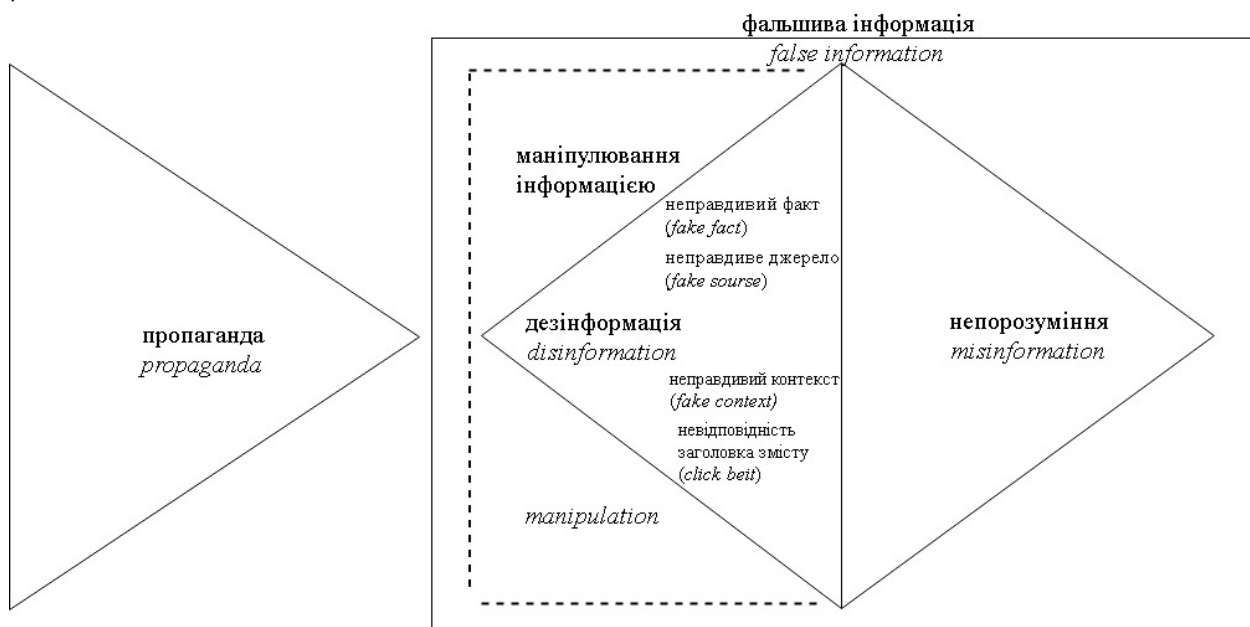 фальшива інформація
false information
маніпулювання
інформацією
неправдивий факт
(fake fact)
неправдиве джерело
(fake sourse)
пропаганда
propaganda
дезінформація
disinformation
непорозуміння
misinformation
неправдивий контекст
(fake context)
невідповідність
заголовка змісту
(click beit)
manipulation